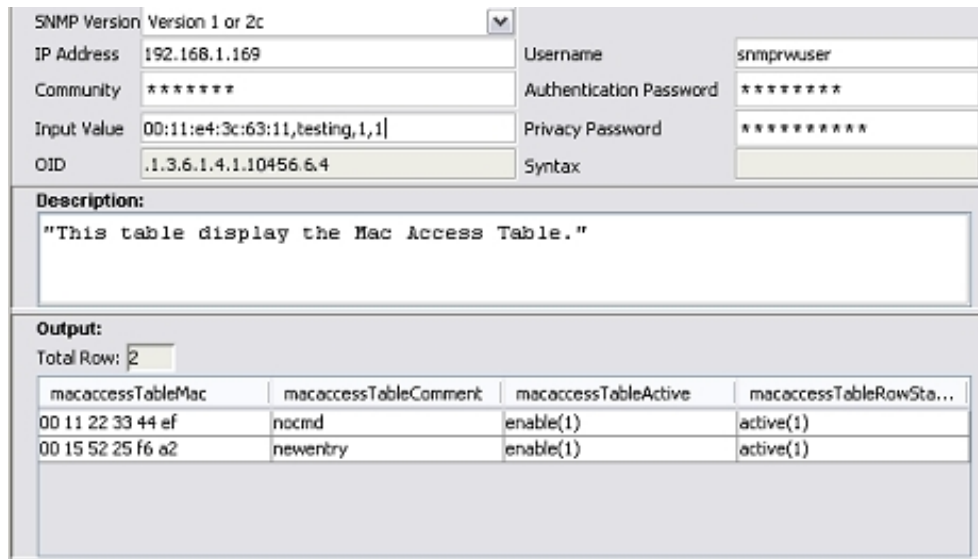 SNMP Version Version 1 or 2c
IP Address 192.168.1.169 Username snmprwuser
Community ******* Authentication Password ********
Input Value 00:11:e4:3c:63:11,testing,1,1 Privacy Password **********
OID .1.3.6.1.4.1.10456.6.4 Syntax
Description:
"This table display the Mac Access Table."
Output:
Total Row: 2
macaccessTableMac macaccessTableComment macaccessTableActive macaccessTableRowSta...
00 11 22 33 44 ef nocmd enable(1) active(1)
00 15 52 25 f6 a2 newentry enable(1) active(1)